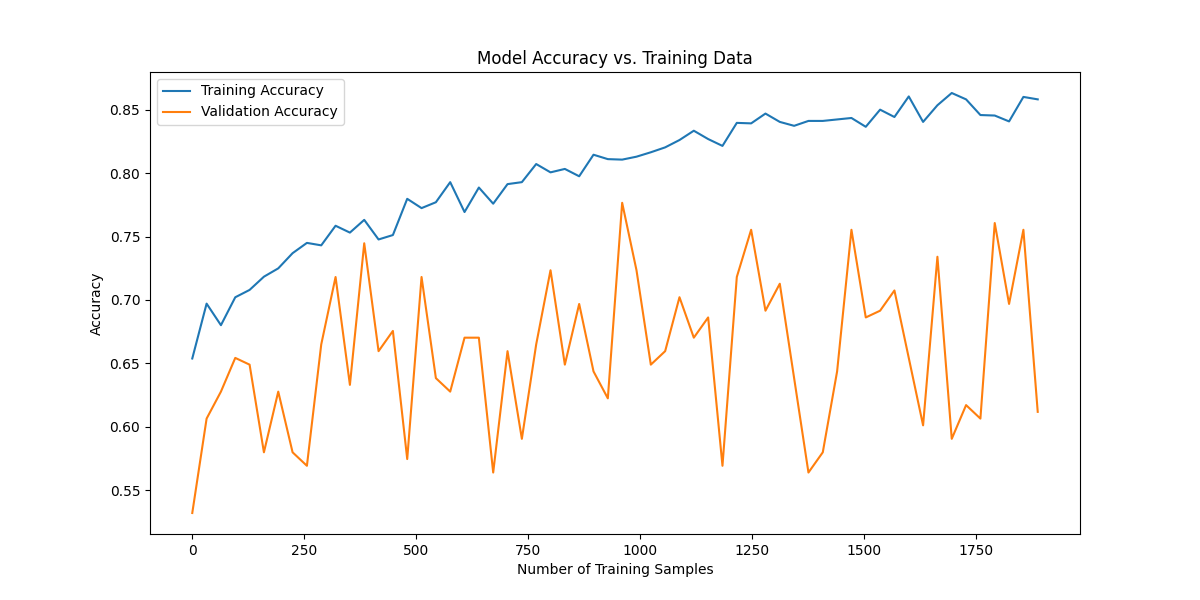 Model Accuracy vs. Training Data
Training Accuracy
Validation Accuracy
0.85
0.80
0.75
0.70
0.65
0.60
0.55
Accuracy
0 250 500 750 1000 1250 1500 1750
Number of Training Samples